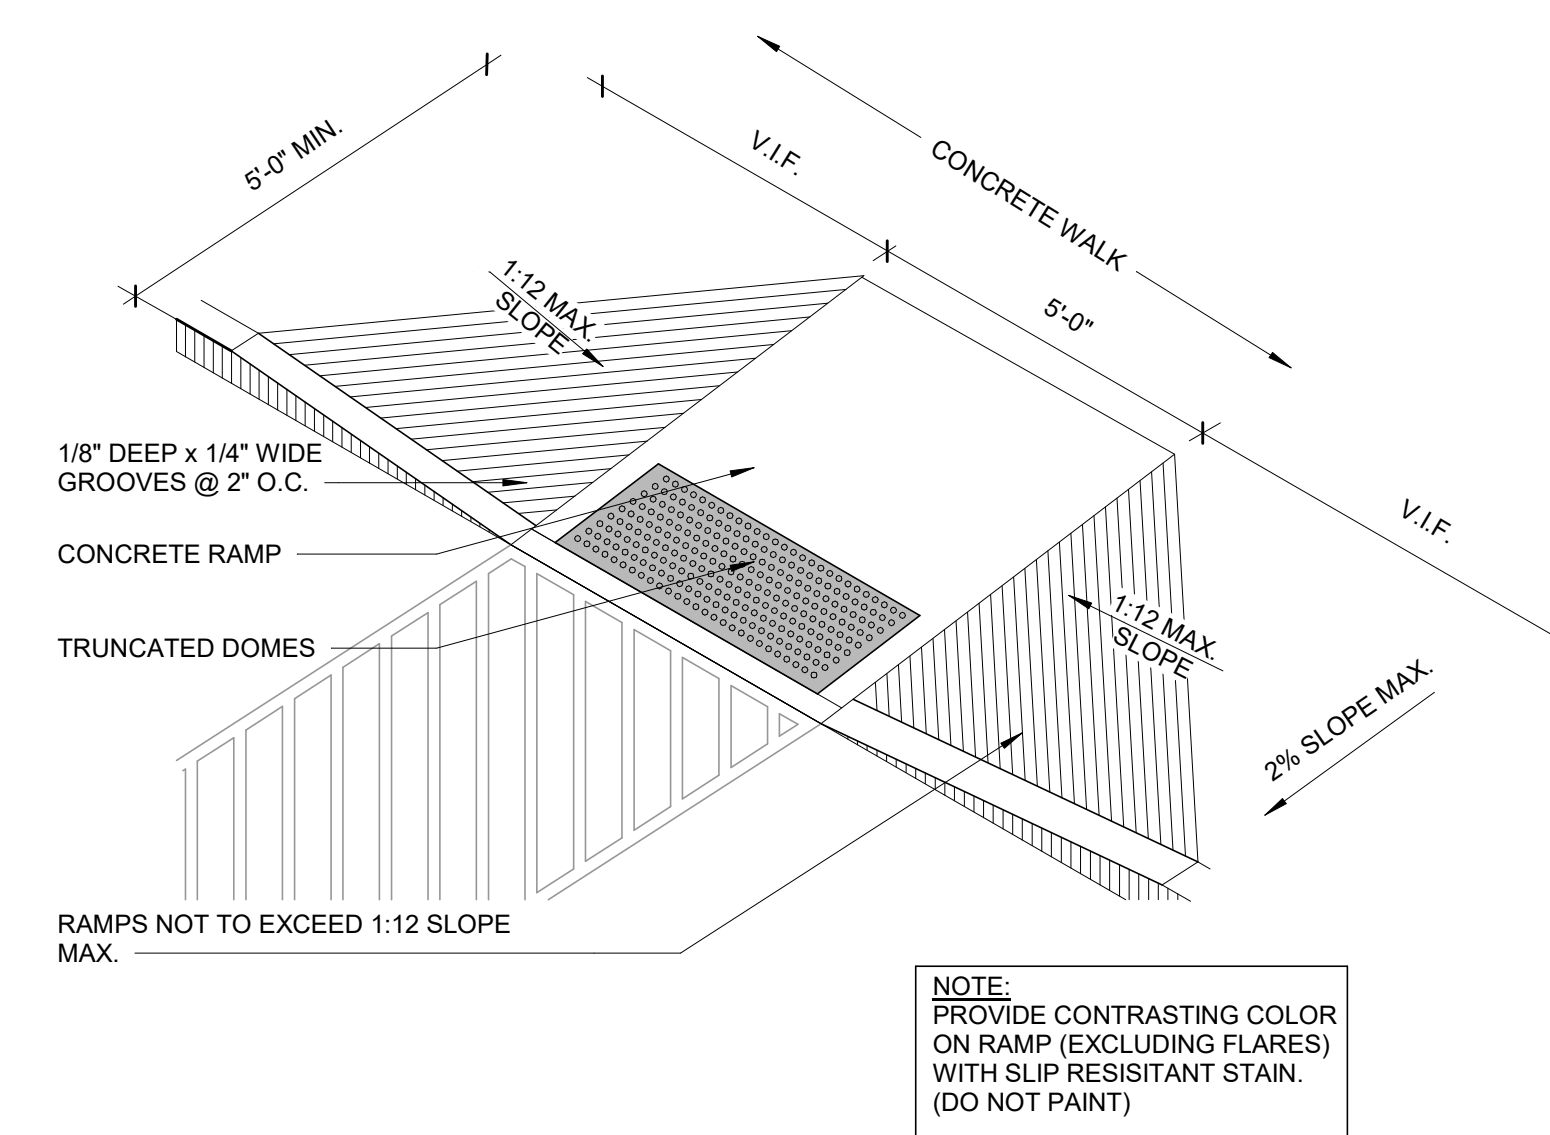 5'-0" MIN.
V.I.F.
CONCRETE WALK
5'-0"
V.I.F.
1:12 MAX.
SLOPE
1/8" DEEP x 1/4" WIDE
GROOVES @ 2" O.C.
CONCRETE RAMP
TRUNCATED DOMES
1:12 MAX.
SLOPE
2% SLOPE MAX.
RAMPS NOT TO EXCEED 1:12 SLOPE
MAX.
NOTE:
PROVIDE CONTRASTING COLOR
ON RAMP (EXCLUDING FLARES)
WITH SLIP RESISITANT STAIN.
(DO NOT PAINT)